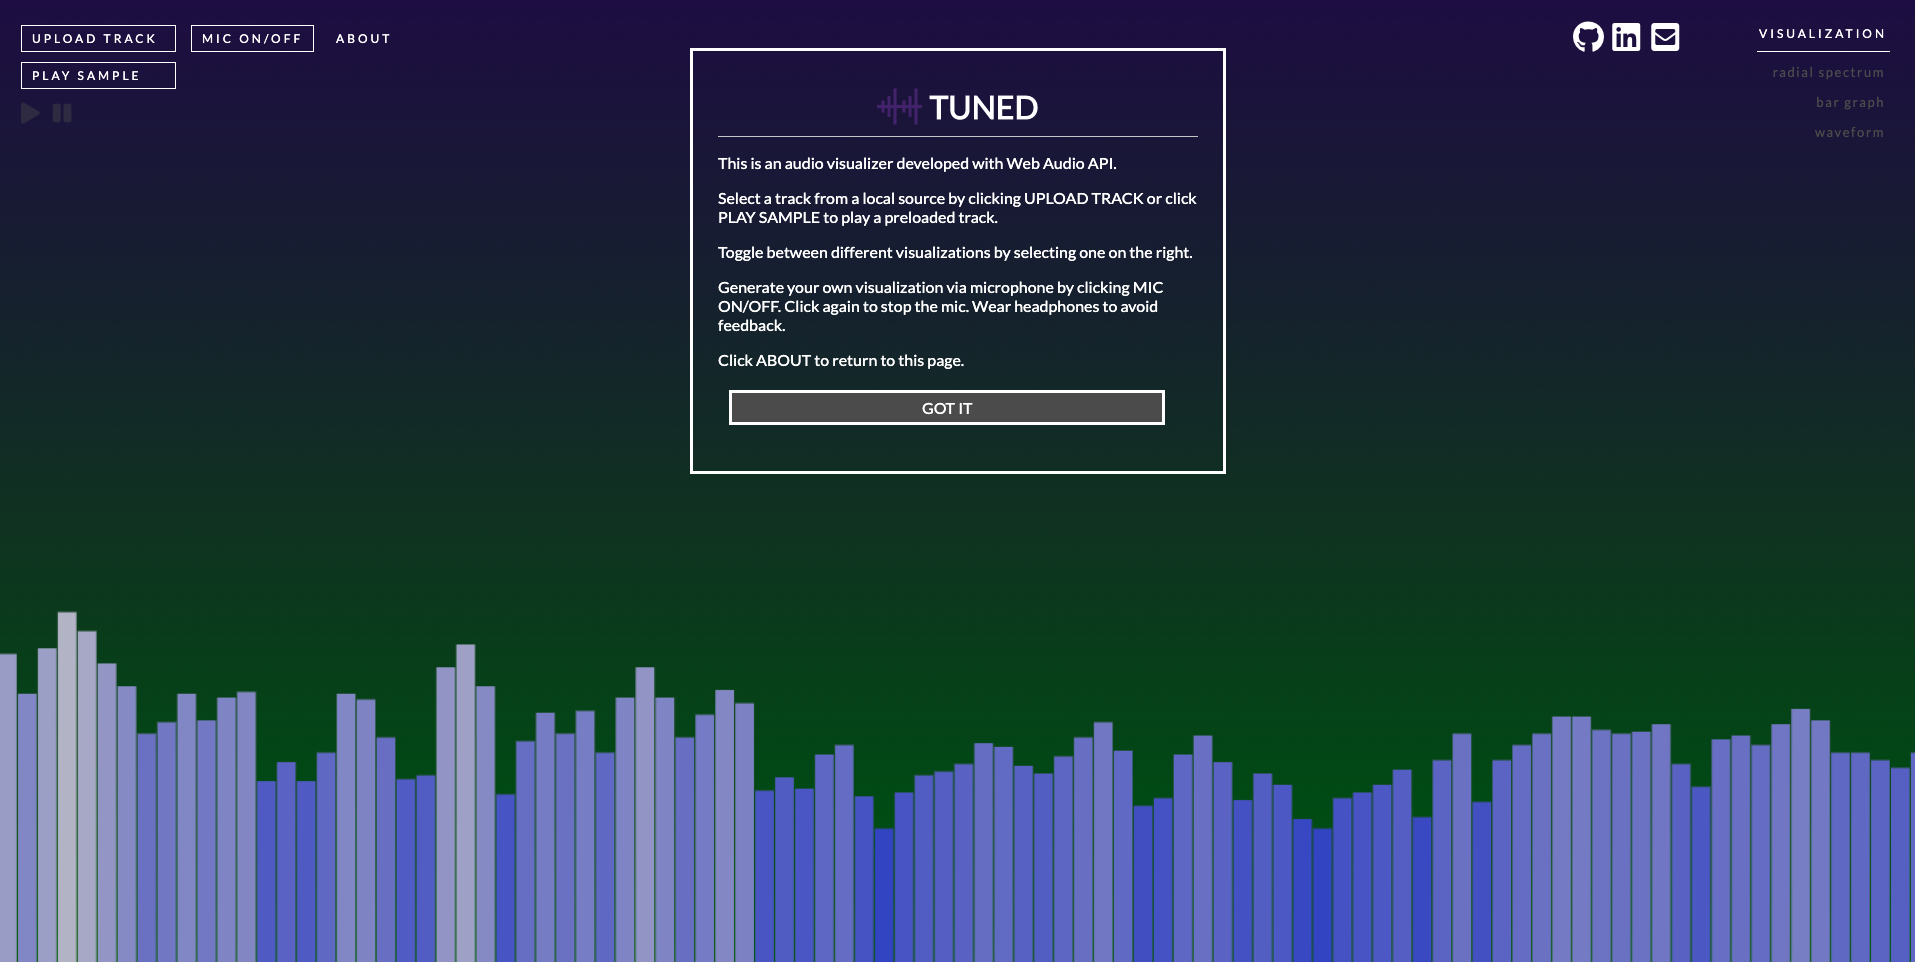 UPLOAD TRACK
MIC ON/OFF
ABOUT
PLAY SAMPLE
VISUALIZATION
radial spectrum
bar graph
waveform
TUNED
This is an audio visualizer developed with Web Audio API.
Select a track from a local source by clicking UPLOAD TRACK or click
PLAY SAMPLE to play a preloaded track.
Toggle between different visualizations by selecting one on the right.
Generate your own visualization via microphone by clicking MIC
ON/OFF. Click again to stop the mic. Wear headphones to avoid
feedback.
Click ABOUT to return to this page.
GOT IT